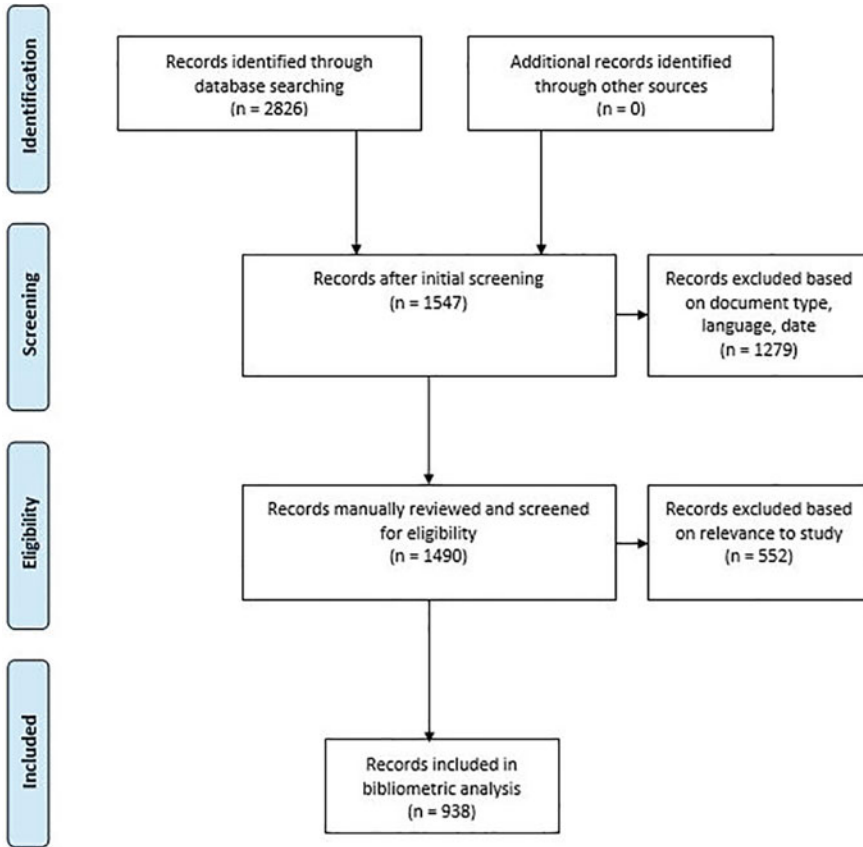 Identification
Records identified through
database searching
(n = 2826)
Additional records identified
through other sources
(n = 0)
Screening
Records after initial screening
(n = 1547)
Records excluded based
on document type,
language, date
(n = 1279)
Eligibility
Records manually reviewed and screened
for eligibility
(n = 1490)
Records excluded based
on relevance to study
(n = 552)
Included
Records included in
bibliometric analysis
(n = 938)